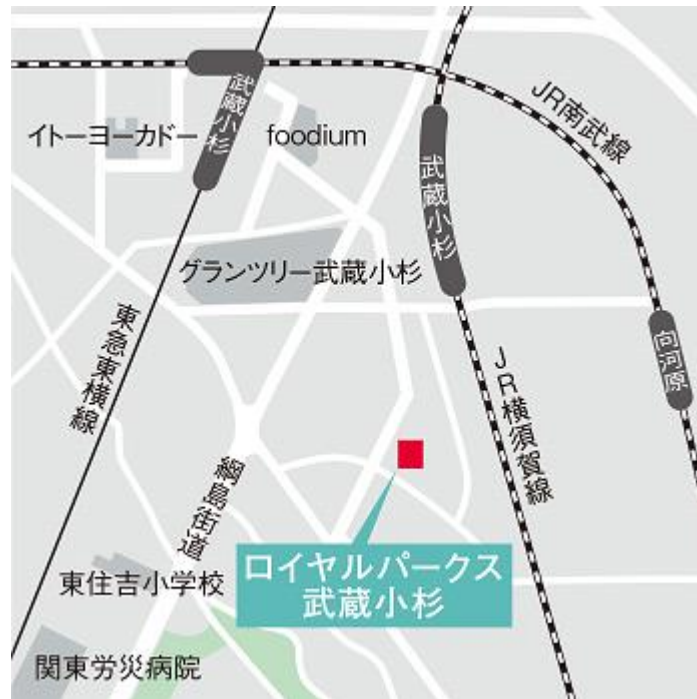 武蔵小杉
イトーヨーカドー
foodium
JR南武線
武蔵小杉
グランツリー武蔵小杉
東急東横線
向河原
JR横須賀線
綱島街道
ロイヤルパークス
武蔵小杉
東住吉小学校
関東労災病院